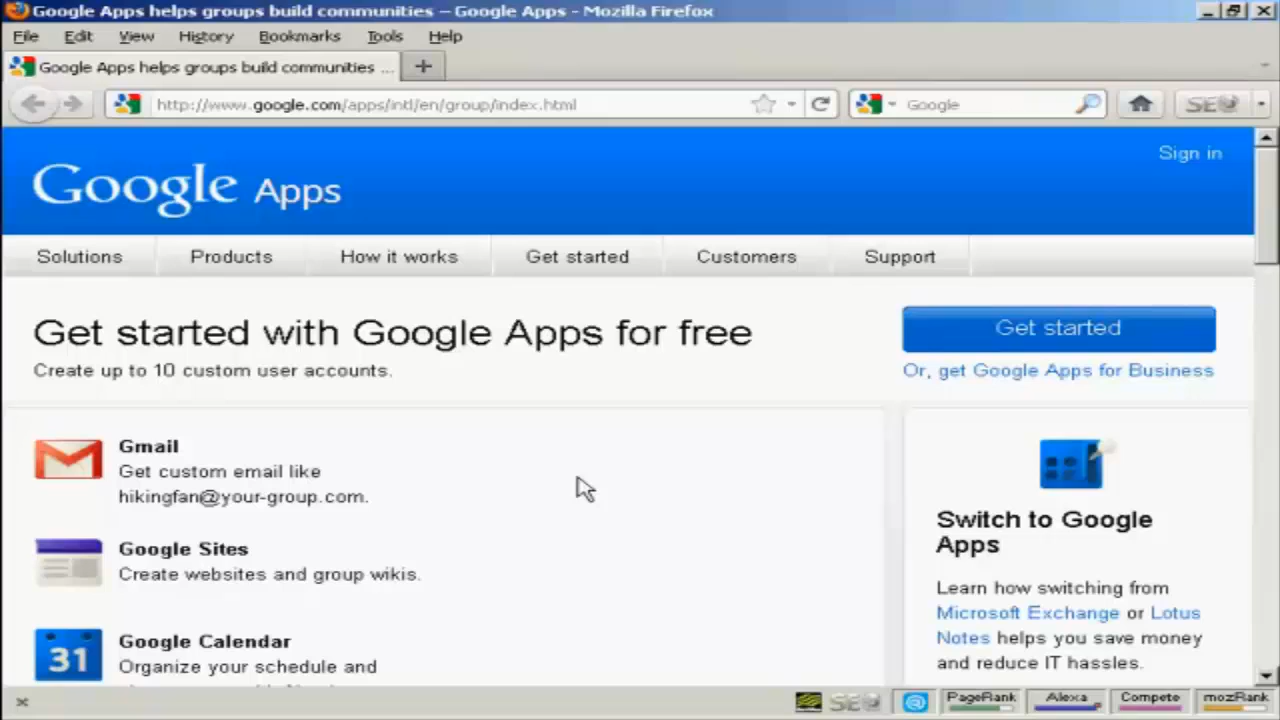 Google Apps helps groups build communities – Google Apps - Mozilla Firefox
File Edit View History Bookmarks Tools Help
Google Apps helps groups build communities ...
http://www.google.com/apps/intl/en/group/index.html Google SEO
Sign in
Google Apps
Solutions Products How it works Get started Customers Support
Get started with Google Apps for free
Create up to 10 custom user accounts.
Get started
Or, get Google Apps for Business
Gmail
Get custom email like
hikingfan@your-group.com.
Google Sites
Create websites and group wikis.
31
Google Calendar
Organize your schedule and
Switch to Google
Apps
Learn how switching from
Microsoft Exchange or Lotus
Notes helps you save money
and reduce IT hassles.
SEO PageRank Alexa Compete mozRank